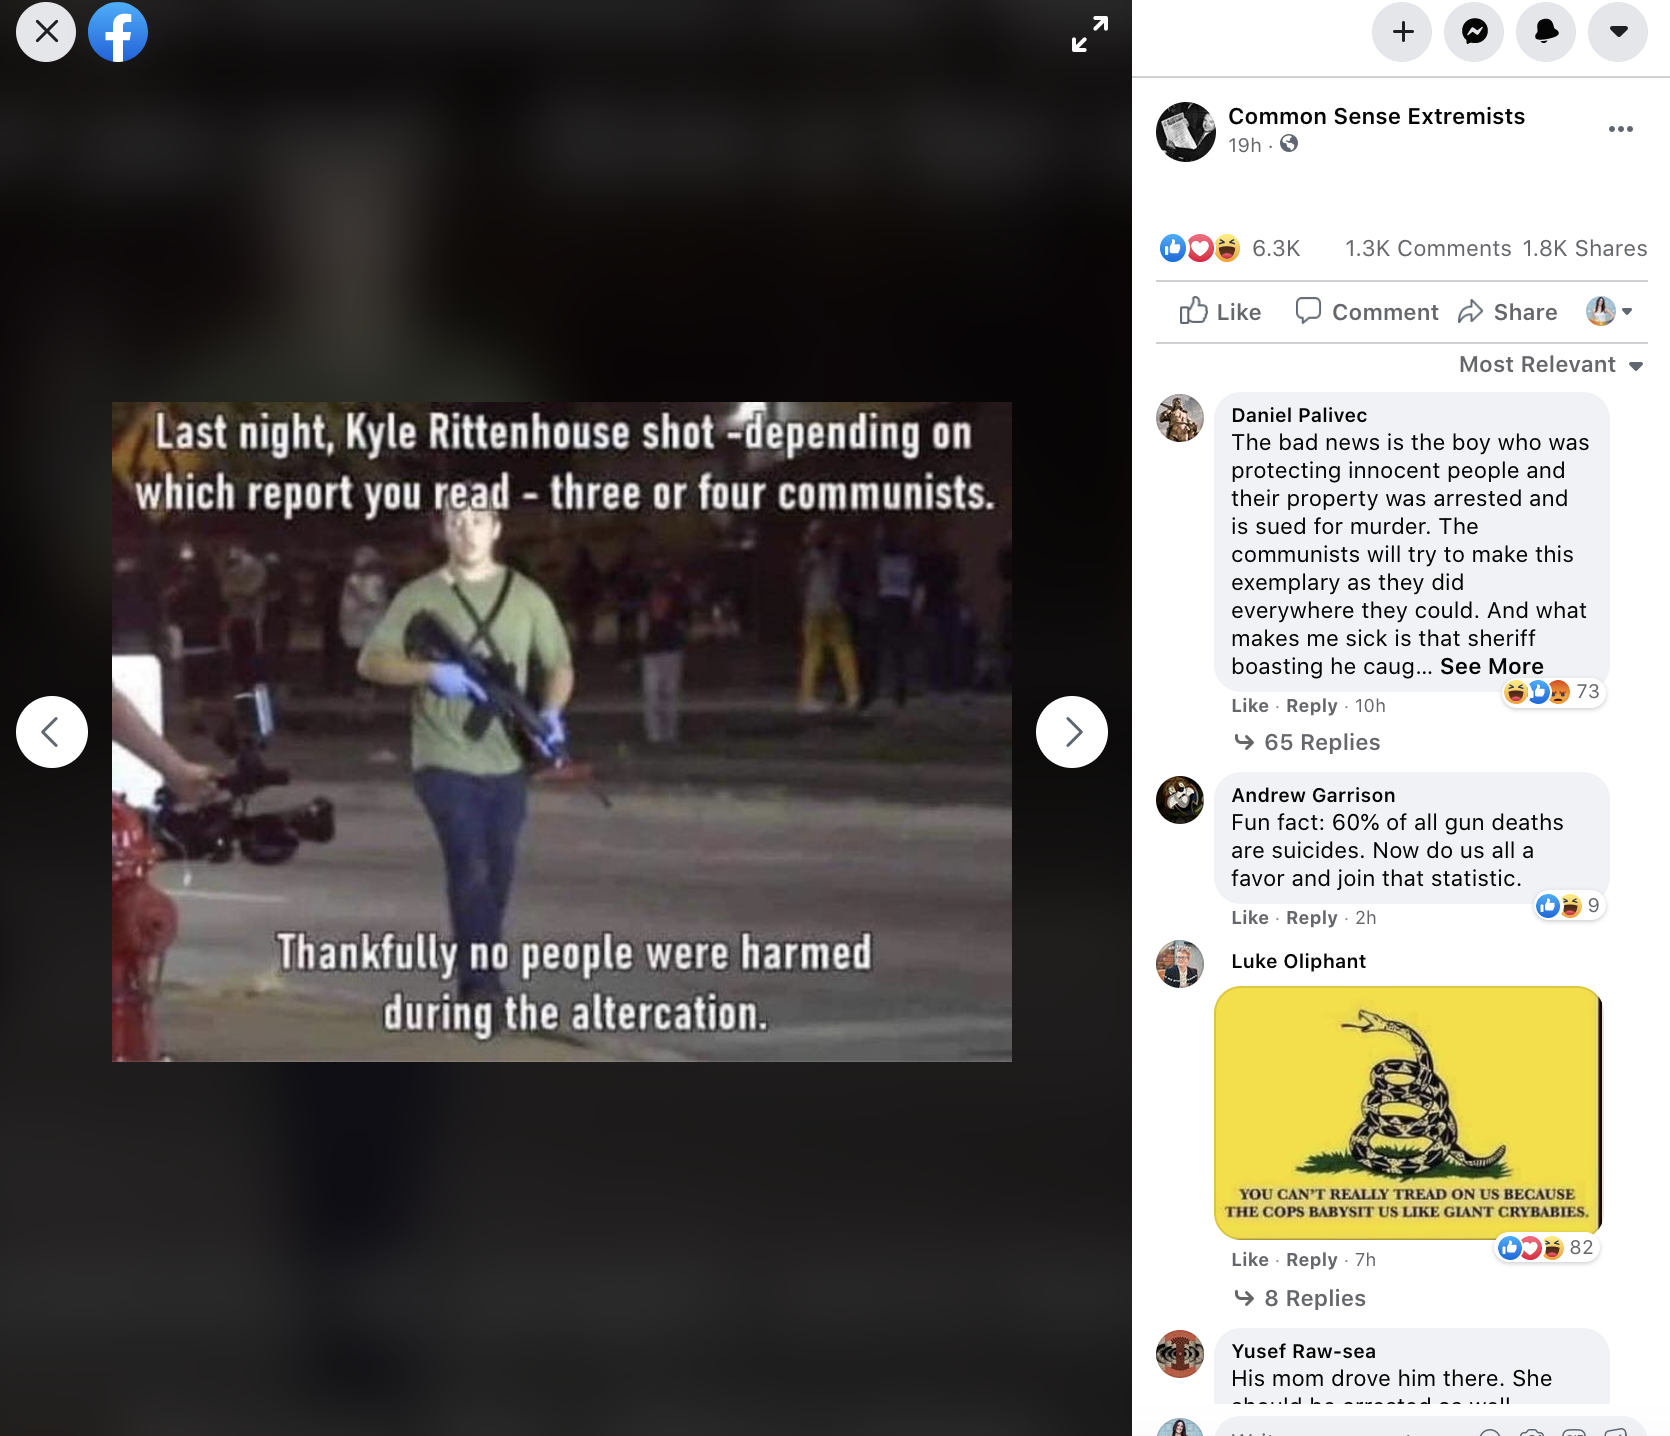 Common Sense Extremists
19h ·
6.3K 1.3K Comments 1.8K Shares
Like Comment Share
Most Relevant
Last night, Kyle Rittenhouse shot -depending on
which report you read - three or four communists.
Thankfully no people were harmed
during the altercation.
Daniel Palivec
The bad news is the boy who was
protecting innocent people and
their property was arrested and
is sued for murder. The
communists will try to make this
exemplary as they did
everywhere they could. And what
makes me sick is that sheriff
boasting he caug... See More
73
Like · Reply · 10h
65 Replies
Andrew Garrison
Fun fact: 60% of all gun deaths
are suicides. Now do us all a
favor and join that statistic.
9
Like · Reply · 2h
Luke Oliphant
YOU CAN'T REALLY TREAD ON US BECAUSE
THE COPS BABYSIT US LIKE GIANT CRYBABIES.
82
Like · Reply · 7h
8 Replies
Yusef Raw-sea
His mom drove him there. She
should be arrested as well